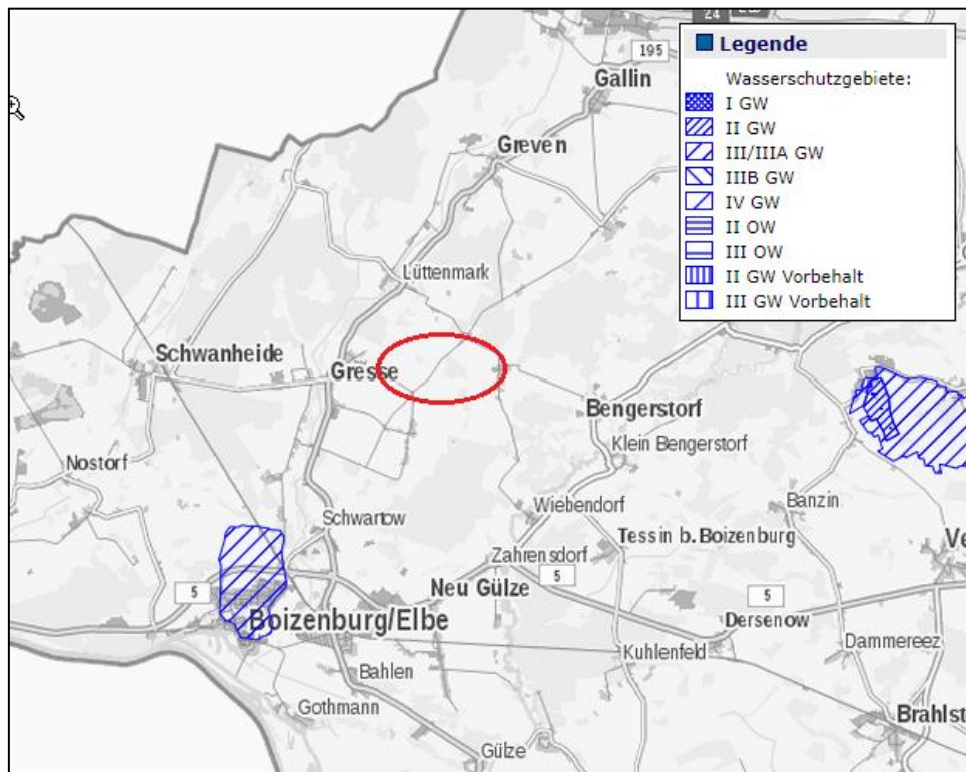 24
195
Gallin
Greven
Legende
Wasserschutzgebiete:
I GW
II GW
III/IIIA GW
IIIB GW
IV GW
II OW
III OW
II GW Vorbehalt
III GW Vorbehalt
Lüttenmark
Schwanheide
Gresse
Bengerstorf
Klein Bengerstorf
Nostorf
Wiebendorf
Banzin
Schwartow
Tessin b.Boizenburg
Zahrensdorf
Ve
5
Neu Gülze
5
5
Boizenburg/Elbe
Dersenow
Dammereez
Kuhlenfeld
Bahlen
Gothmann
Brahlst
Gülze